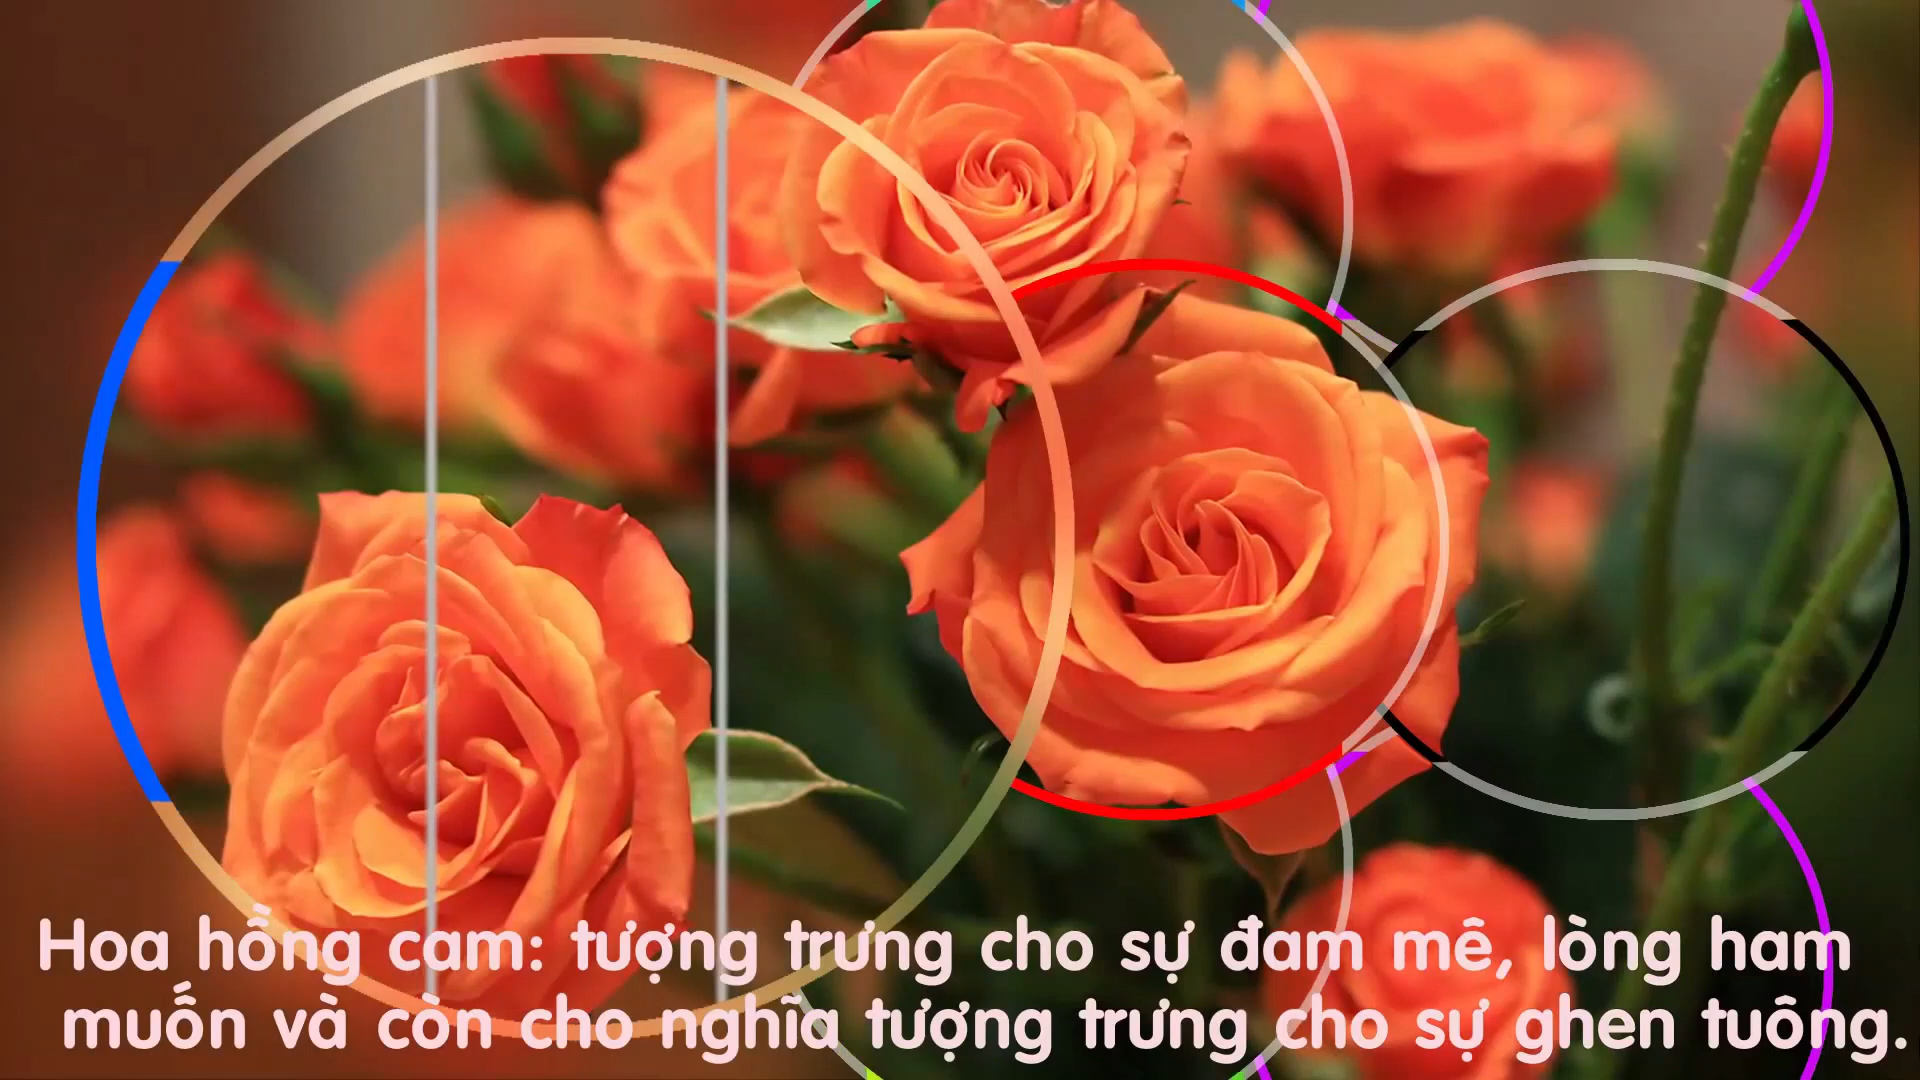 Hoa hồng cam: tượng trưng cho sự đam mê, lòng ham
muốn và còn cho nghĩa tượng trưng cho sự ghen tuông.